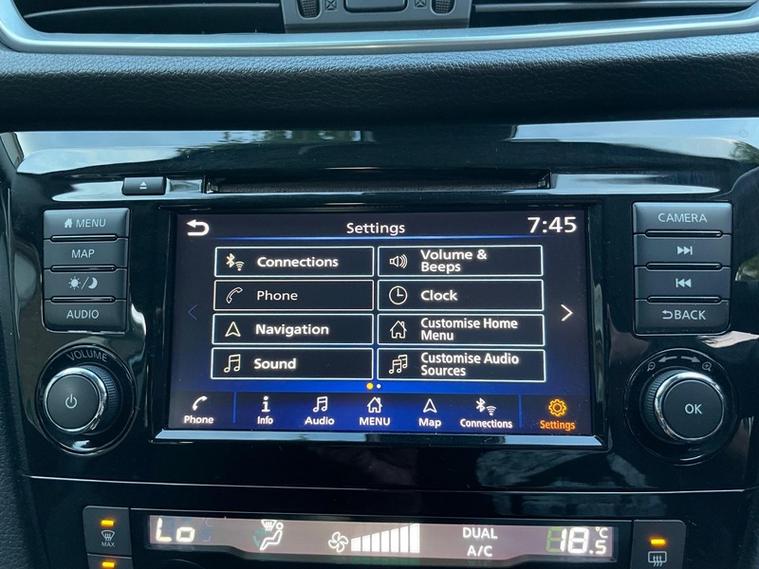 MENU
MAP
AUDIO
VOLUME
Settings 7:45
Connections
Volume &
Beeps
Phone
Clock
Navigation
Customise Home
Menu
Sound
Customise Audio
Sources
Phone
Info
Audio
MENU
Map
Connections
Settings
CAMERA
BACK
OK
MAX
Lo
DUAL
A/C
18.5°C